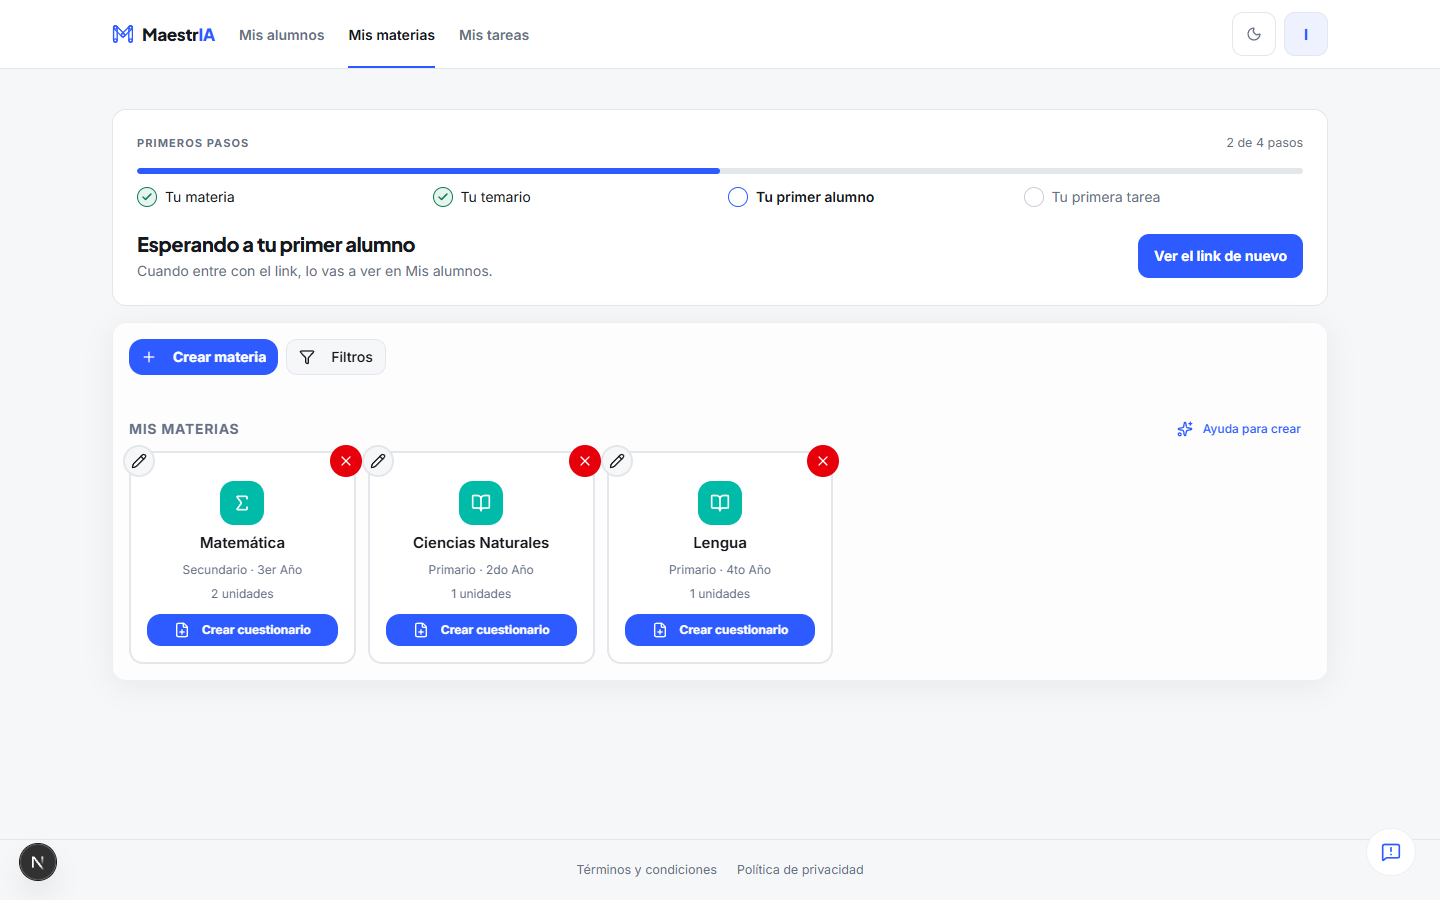 MaestrIA Mis alumnos Mis materias Mis tareas I
PRIMEROS PASOS 2 de 4 pasos
Tu materia Tu temario Tu primer alumno Tu primera tarea
Esperando a tu primer alumno
Cuando entre con el link, lo vas a ver en Mis alumnos.
Ver el link de nuevo
Crear materia Filtros
MIS MATERIAS Ayuda para crear
Matemática
Secundario · 3er Año
2 unidades
Crear cuestionario
Ciencias Naturales
Primario · 2do Año
1 unidades
Crear cuestionario
Lengua
Primario · 4to Año
1 unidades
Crear cuestionario
N
Términos y condiciones Política de privacidad